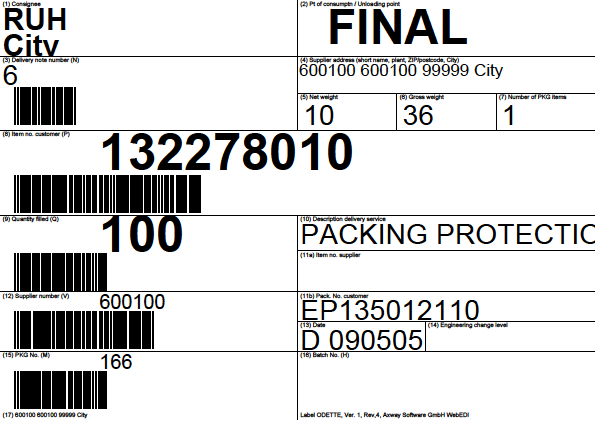 (1) Consignee
RUH
City
(2) Pt of consumptn / Unloading point
FINAL
(3) Delivery note number (N)
6
(4) Supplier address (short name, plant, ZIP/postcode, City)
600100 600100 99999 City
(5) Net weight
10
(6) Gross weight
36
(7) Number of PKG items
1
(8) Item no. customer (P)
132278010
(9) Quantity filled (Q)
100
(10) Description delivery service
PACKING PROTECTIO
(11a) Item no. supplier
(12) Supplier number (V)
600100
(11b) Pack. No. customer
EP135012110
(13) Date
D 090505
(14) Engineering change level
(15) PKG No. (M)
166
(16) Batch No. (H)
(17) 600100 600100 99999 City
Label ODETTE, Ver. 1, Rev,4, Axway Software GmbH WebEDI